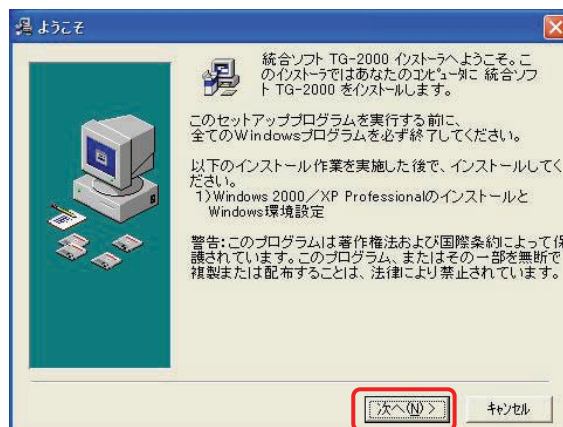 ようこそ
統合ソフト TG-2000 インストーラへようこそ。こ
のインストーラではあなたのコンピュータに 統合ソフ
ト TG-2000 をインストールします。
このセットアッププログラムを実行する前に、
全てのWindowsプログラムを必ず終了してください。
以下のインストール作業を実施した後で、インストールしてく
ださい。
1)Windows 2000/XP Professionalのインストールと
Windows環境設定
警告:このプログラムは著作権法および国際条約によって保
護されています。このプログラム、またはその一部を無断で
複製または配布することは、法律により禁止されています。
次へ(N) >
キャンセル